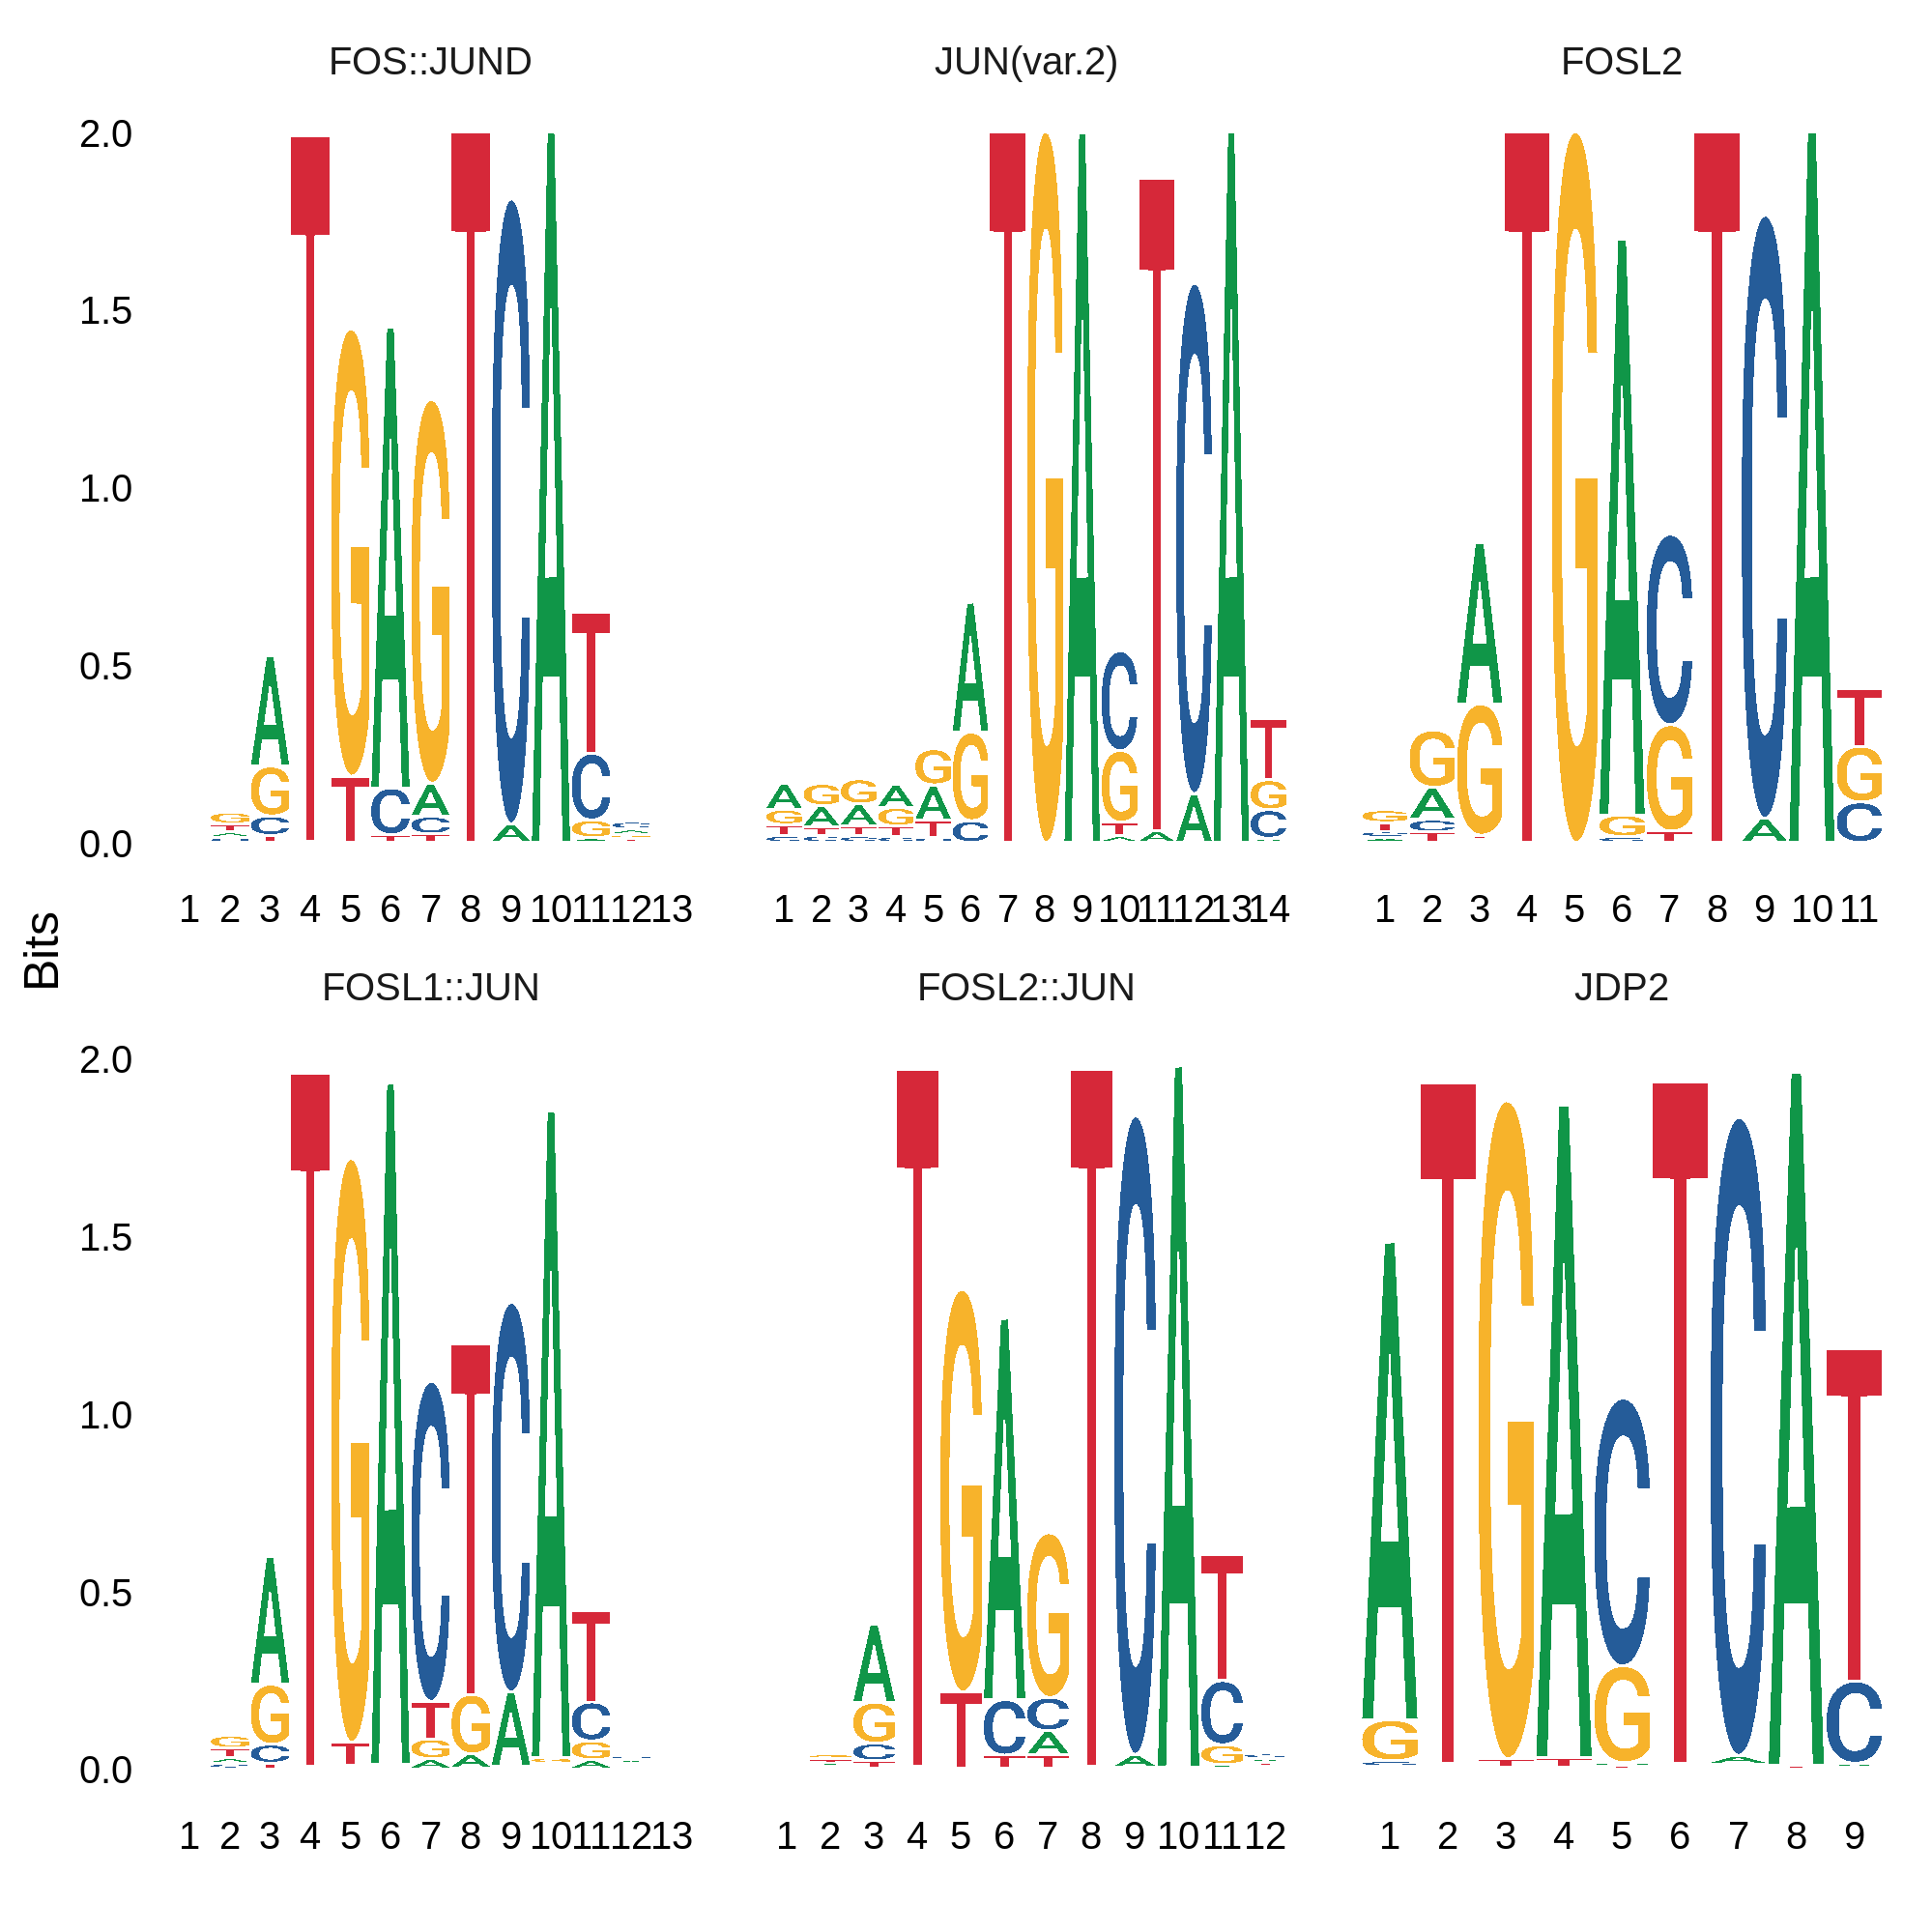 FOS::JUND JUN(var.2) FOSL2
2.0
1.5
1.0
0.5
0.0
1 2 3 4 5 6 7 8 9 10 11 12 13
1 2 3 4 5 6 7 8 9 10 11 12 13 14
1 2 3 4 5 6 7 8 9 10 11
Bits
FOSL1::JUN FOSL2::JUN JDP2
2.0
1.5
1.0
0.5
0.0
1 2 3 4 5 6 7 8 9 10 11 12 13
1 2 3 4 5 6 7 8 9 10 11 12
1 2 3 4 5 6 7 8 9